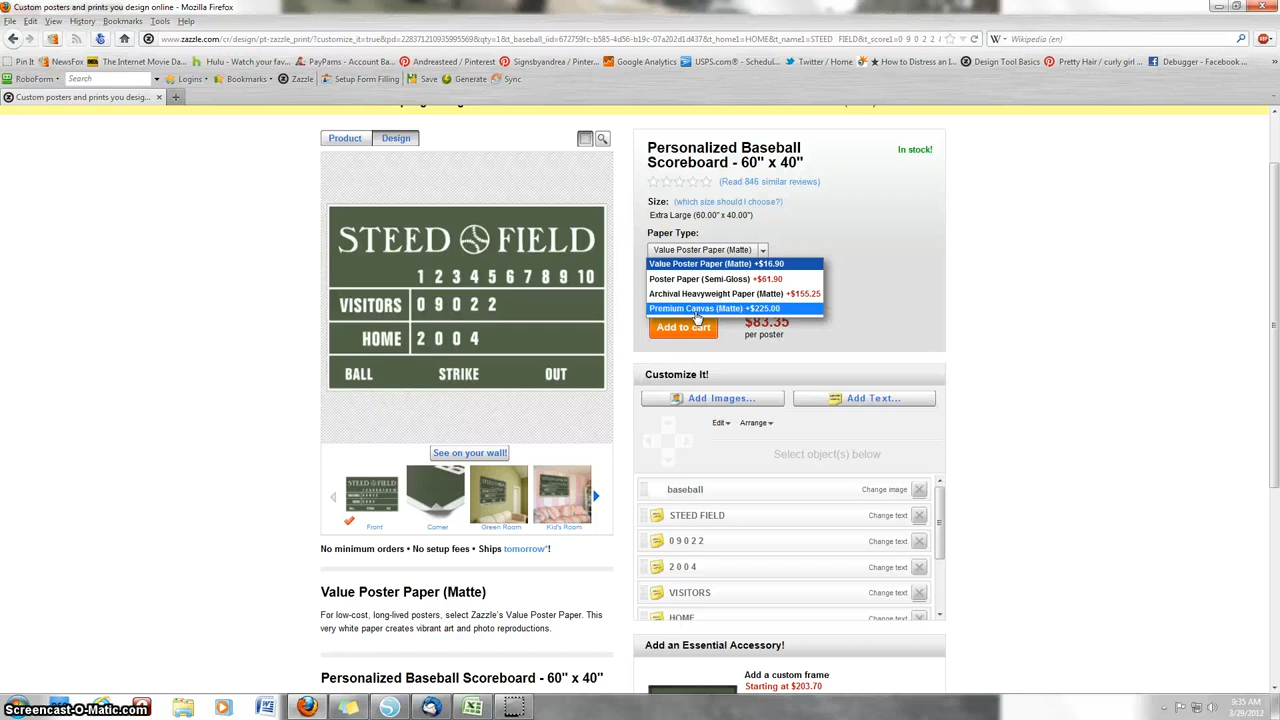 Custom posters and prints you design online - Mozilla Firefox
File Edit View History Bookmarks Tools Help
Wikipedia (en)
Pin It NewsFox The Internet Movie Da... Hulu - Watch your fav... PayPams - Account Ba... Andreasteed / Pinterest Signsbyandrea / Pinter... Google Analytics USPS.com® - Schedul... Twitter / Home How to Distress an I... Design Tool Basics Pretty Hair / curly girl ... Debugger - Facebook ...
RoboForm Search Logins Bookmarks Zazzle Setup Form Filling Save Generate Sync
Custom posters and prints you desig...
Product Design
Personalized Baseball
Scoreboard - 60" x 40"
In stock!
(Read 846 similar reviews)
Size: (which size should I choose?)
Extra Large (60.00" x 40.00")
Paper Type:
Value Poster Paper (Matte)
Value Poster Paper (Matte) +$16.90
Poster Paper (Semi-Gloss) +$61.90
Archival Heavyweight Paper (Matte) +$155.25
Premium Canvas (Matte) +$225.00
Add to cart
$83.35
per poster
STEED FIELD
1 2 3 4 5 6 7 8 9 10
VISITORS 0 9 0 2 2
HOME 2 0 0 4
BALL STRIKE OUT
See on your wall!
Front Corner Green Room Kid's Room
No minimum orders • No setup fees • Ships tomorrow*!
Value Poster Paper (Matte)
For low-cost, long-lived posters, select Zazzle's Value Poster Paper. This
very white paper creates vibrant art and photo reproductions.
Personalized Baseball Scoreboard - 60" x 40"
Customize It!
Add Images... Add Text...
Edit Arrange
Select object(s) below
baseball Change image
STEED FIELD Change text
0 9 0 2 2 Change text
2 0 0 4 Change text
VISITORS Change text
HOME Change text
Add an Essential Accessory!
Add a custom frame
Starting at $203.70
Screencast-O-Matic.com
9:35 AM
3/29/2012